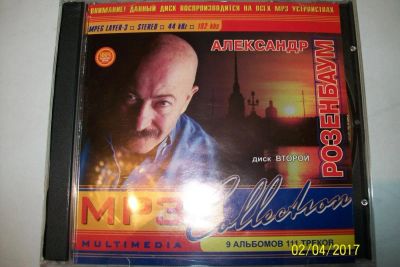 ВНИМАНИЕ! ДАННЫЙ ДИСК ВОСПРОИЗВОДИТСЯ НА ВСЕХ MP3 УСТРОЙСТВАХ
MPEG LAYER-3 • STEREO • 44 kHz • 192 kbs
АЛЕКСАНДР
РОЗЕНБАУМ
ДИСК ВТОРОЙ
MP3
Collection
MULTIMEDIA
9 АЛЬБОМОВ 111 ТРЕКОВ
02/04/2017